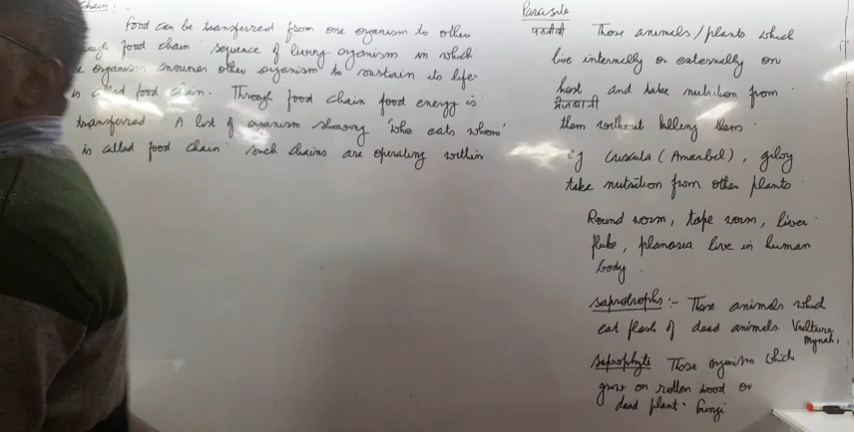 Chain:
Food can be transferred from one organism to other
food chain sequence of living organism in which
organism consumes other organism to sustain its life
is called food chain. Through food chain food energy is
transferred. A list of organism showing "who eats whom"
is called food chain. Such chains are operating within
Parasite
परजीवी
Those animals/plants which
live internally or externally on
host and take nutrition from
मेजबानी
them without killing them.
eg Cuscuta (Amarbel), giloy
take nutrition from other plants.
Round worm, tape worm, liver
fluke, planaria live in human
body.
Saprotrophs:- Those animals which
eat flesh of dead animals. Vulture,
Mynah,
Saprophyte Those organism which
grow on rotten wood or
dead plant. Fungi